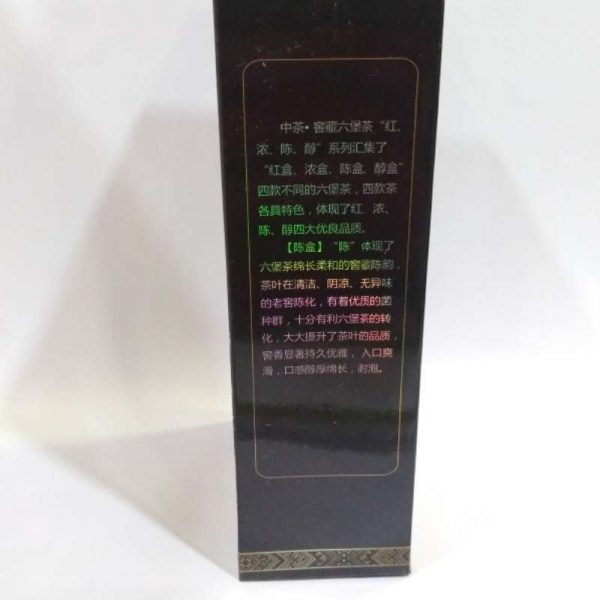 中茶•窖藏六堡茶“红、
浓、陈、醇”系列汇集了
“红盒、浓盒、陈盒、醇盒”
四款不同的六堡茶，四款茶
各具特色，体现了红、浓、
陈、醇四大优良品质。
【陈盒】“陈”体现了
六堡茶绵长柔和的窖藏陈韵，
茶叶在清洁、阴凉、无异味
的老窖陈化，有着优质的菌
种群，十分有利六堡茶的转
化，大大提升了茶叶的品质，
窖香显著持久优雅，入口爽
滑，口感醇厚绵长，耐泡。